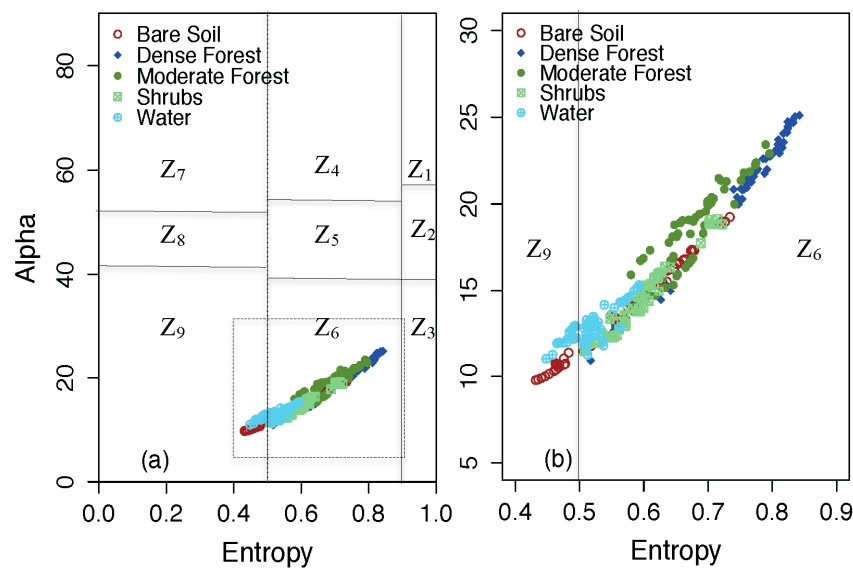 Bare Soil
Dense Forest
Moderate Forest
Shrubs
Water
Z7
Z4
Z1
Z8
Z5
Z2
Z9
Z6
Z3
(a)
80
60
40
20
0
Alpha
0.0 0.2 0.4 0.6 0.8 1.0
Entropy
Bare Soil
Dense Forest
Moderate Forest
Shrubs
Water
Z9
Z6
(b)
30
25
20
15
10
5
0.4 0.5 0.6 0.7 0.8 0.9
Entropy